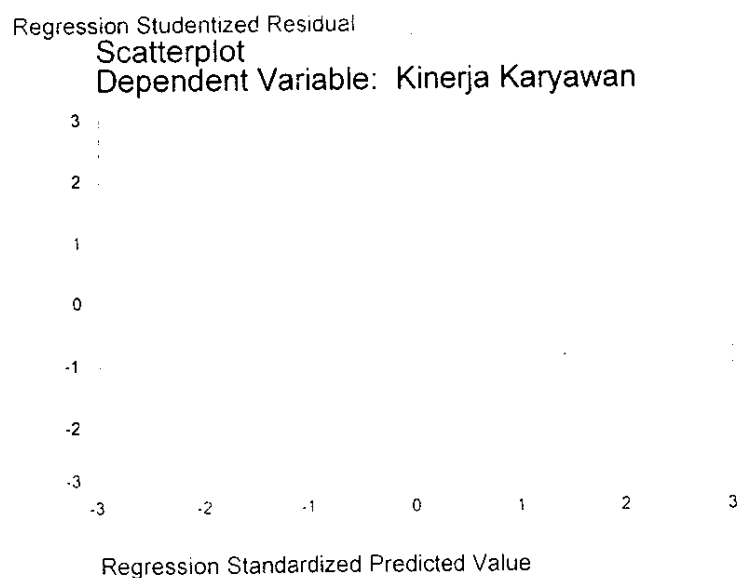 Regression Studentized Residual
Scatterplot
Dependent Variable: Kinerja Karyawan
3
2
1
0
-1
-2
-3
-3 -2 -1 0 1 2 3
Regression Standardized Predicted Value